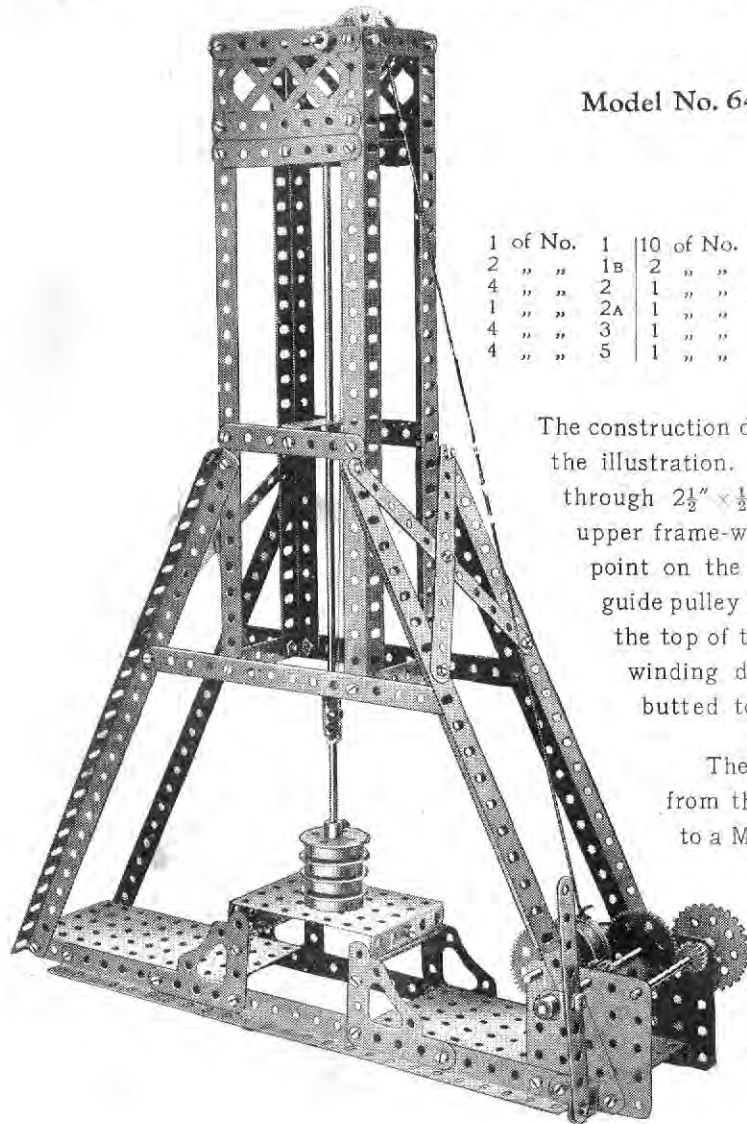 Model No. 64
1 of No. 1 10 of No.
2 „ „ 1B 2 „ „
4 „ „ 2 1 „ „
1 „ „ 2A 1 „ „
4 „ „ 3 1 „ „
4 „ „ 5 1 „ „
The construction
the illustration.
through 2½″ × ½
upper frame-w
point on the
guide pulley
the top of
winding d
butted to
The
from th
to a M